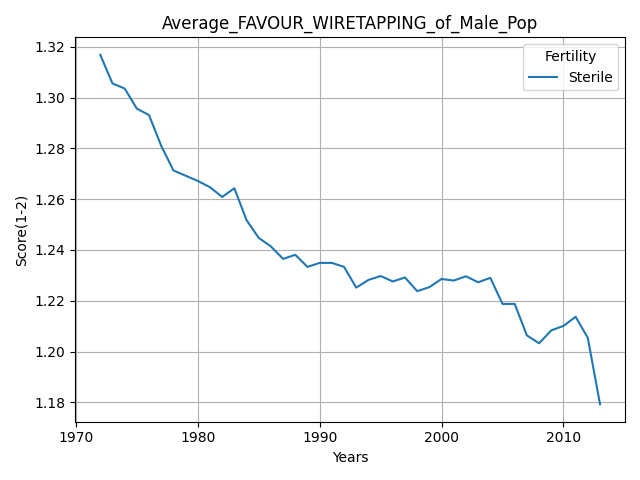 Average_FAVOUR_WIRETAPPING_of_Male_Pop
Fertility
Sterile
Score(1-2)
1.32
1.30
1.28
1.26
1.24
1.22
1.20
1.18
1970 1980 1990 2000 2010
Years